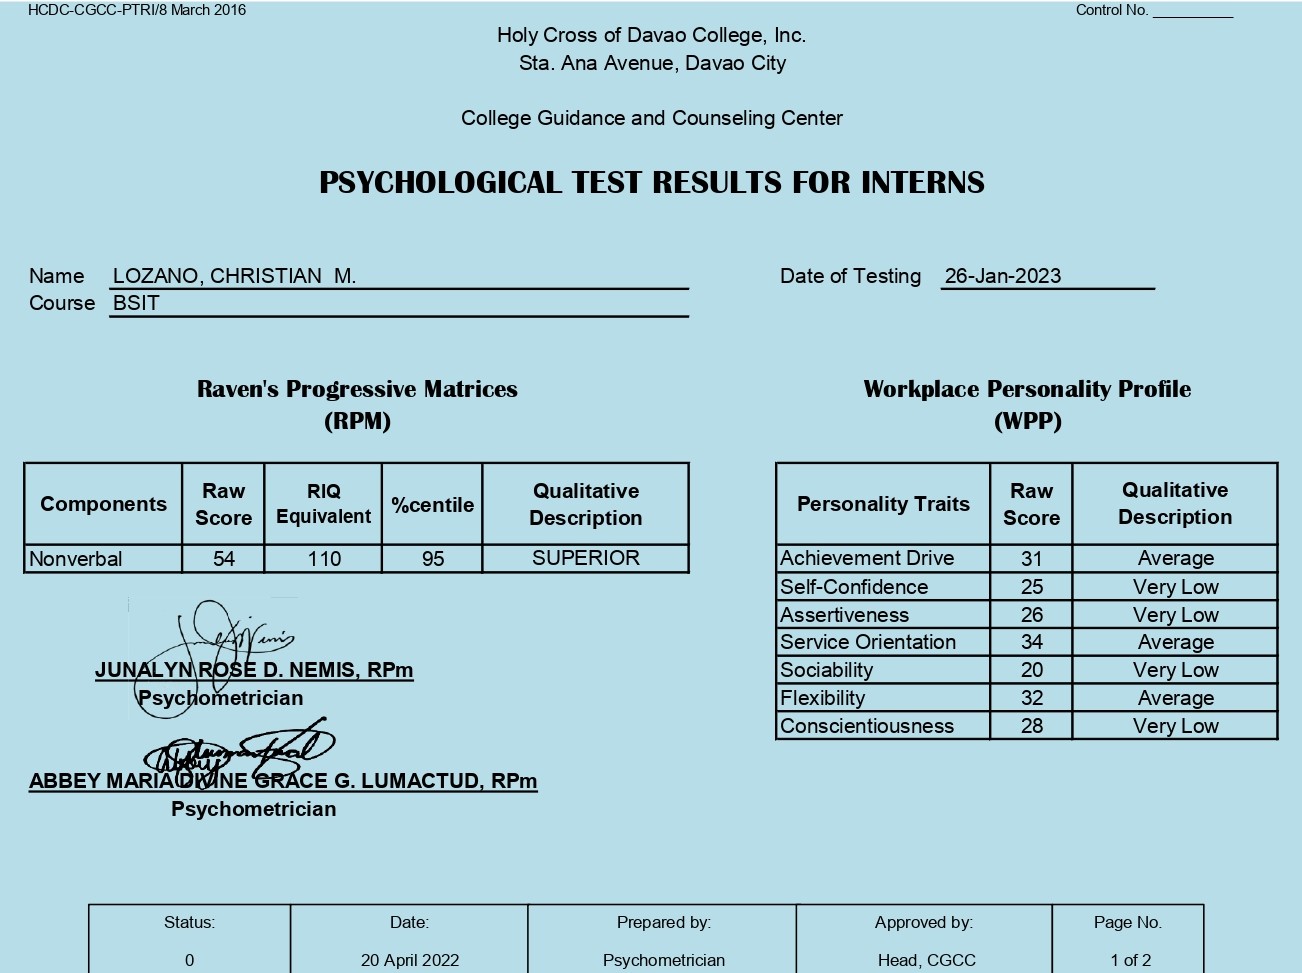 HCDC-CGCC-PTRI/8 March 2016 Control No. __________
Holy Cross of Davao College, Inc.
Sta. Ana Avenue, Davao City
College Guidance and Counseling Center
PSYCHOLOGICAL TEST RESULTS FOR INTERNS
Name LOZANO, CHRISTIAN M. Date of Testing 26-Jan-2023
Course BSIT
Raven's Progressive Matrices
(RPM)
Components Raw Score RIQ Equivalent %centile Qualitative Description
Nonverbal 54 110 95 SUPERIOR
JUNALYN ROSE D. NEMIS, RPm
Psychometrician
ABBEY MARIA DIVINE GRACE G. LUMACTUD, RPm
Psychometrician
Workplace Personality Profile
(WPP)
Personality Traits Raw Score Qualitative Description
Achievement Drive 31 Average
Self-Confidence 25 Very Low
Assertiveness 26 Very Low
Service Orientation 34 Average
Sociability 20 Very Low
Flexibility 32 Average
Conscientiousness 28 Very Low
Status: Date: Prepared by: Approved by: Page No.
0 20 April 2022 Psychometrician Head, CGCC 1 of 2